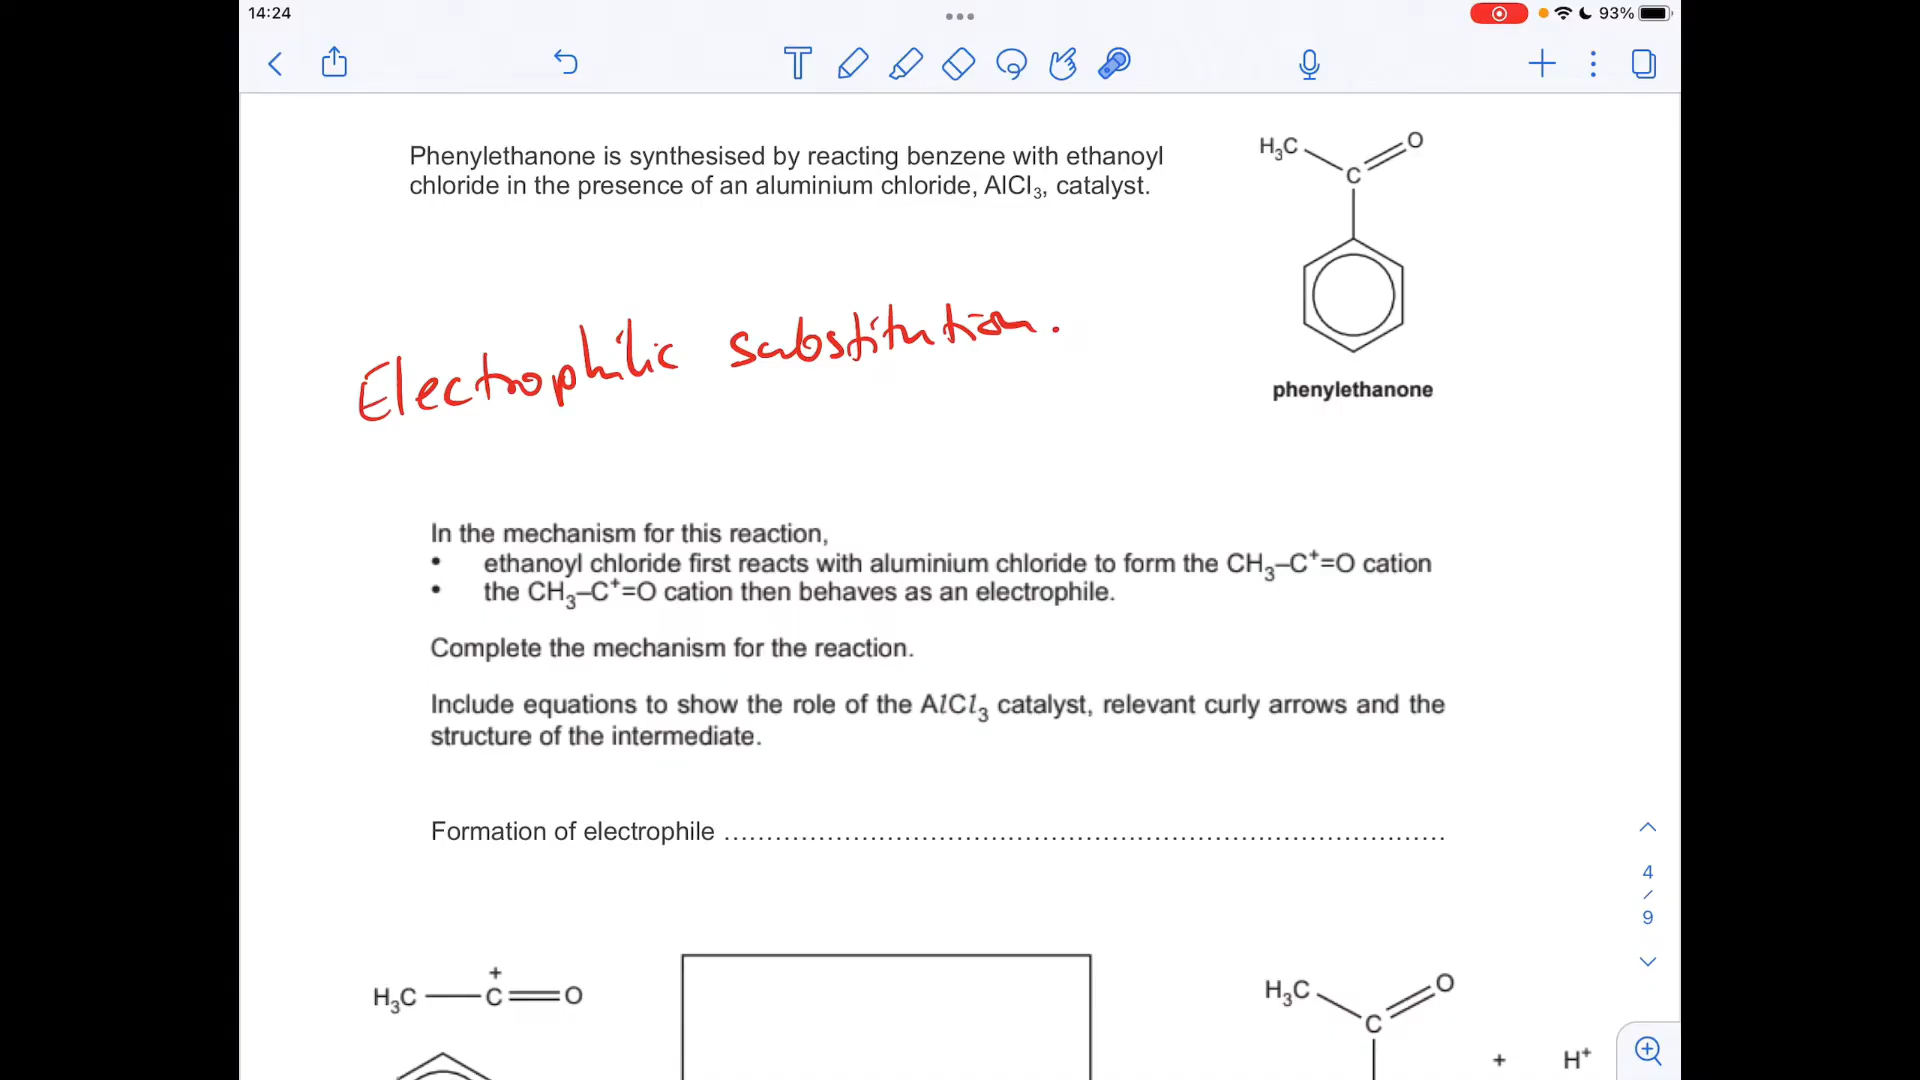 14:24
93%
T
Phenylethanone is synthesised by reacting benzene with ethanoyl
chloride in the presence of an aluminium chloride, AlCl₃, catalyst.
H₃C
O
C
phenylethanone
Electrophilic substitution.
In the mechanism for this reaction,
• ethanoyl chloride first reacts with aluminium chloride to form the CH₃–C⁺=O cation
• the CH₃–C⁺=O cation then behaves as an electrophile.
Complete the mechanism for the reaction.
Include equations to show the role of the AlCl₃ catalyst, relevant curly arrows and the
structure of the intermediate.
Formation of electrophile ........................................................................................
4
/
9
+
H₃C C O
H₃C
O
C
+ H⁺